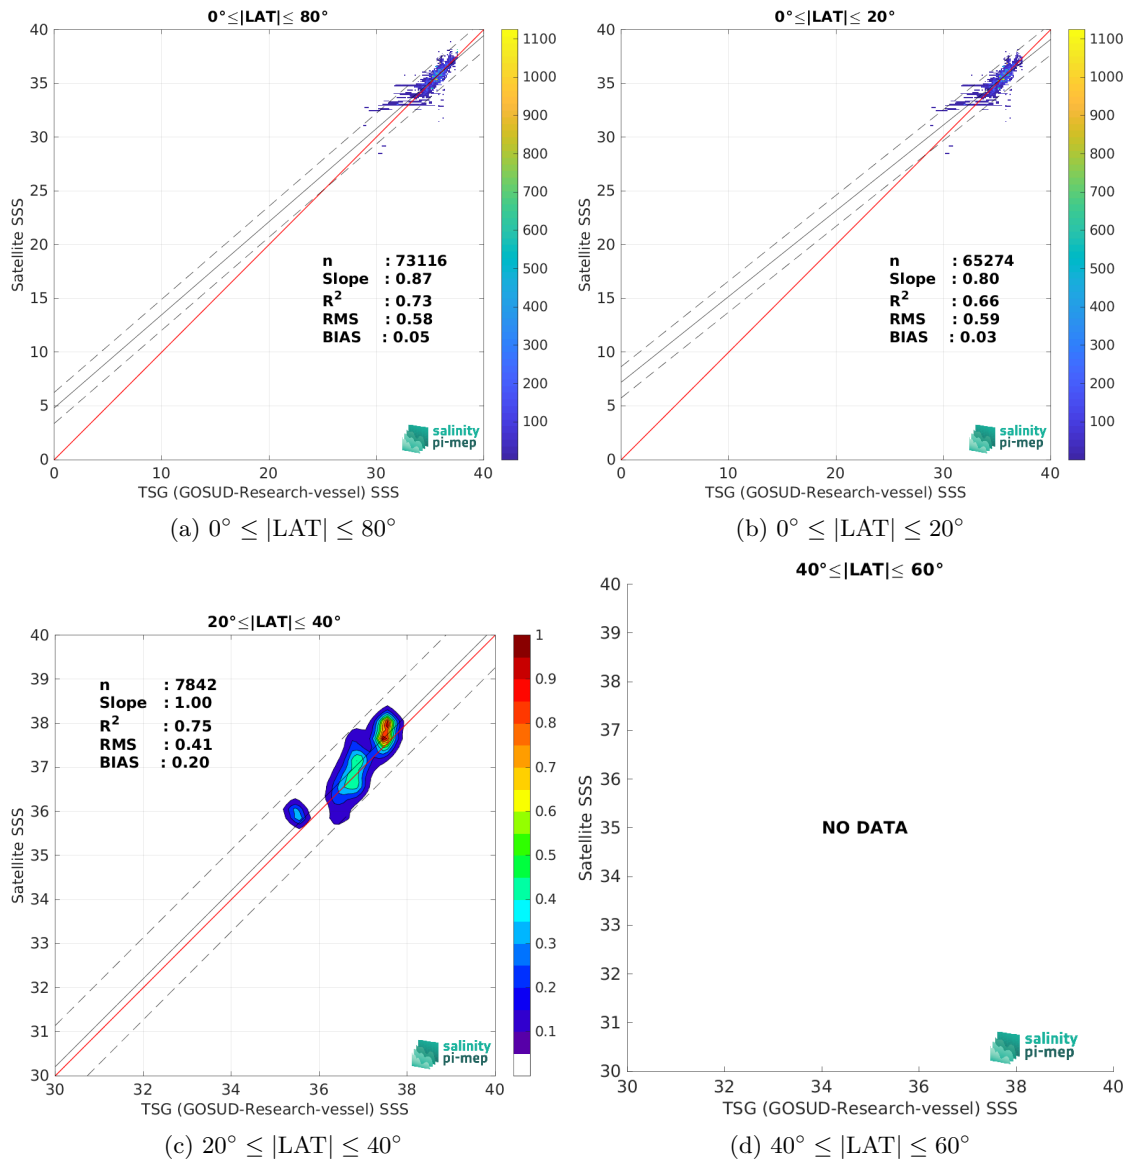 0°≤|LAT|≤ 80°
40
35
30
25
20
15
10
5
0
0
10
20
30
40
Satellite SSS
TSG (GOSUD-Research-vessel) SSS
n : 73116
Slope : 0.87
R² : 0.73
RMS : 0.58
BIAS : 0.05
salinity
pi-mep
1100
1000
900
800
700
600
500
400
300
200
100
(a) 0° ≤ |LAT| ≤ 80°
0°≤|LAT|≤ 20°
40
35
30
25
20
15
10
5
0
0
10
20
30
40
Satellite SSS
TSG (GOSUD-Research-vessel) SSS
n : 65274
Slope : 0.80
R² : 0.66
RMS : 0.59
BIAS : 0.03
salinity
pi-mep
1100
1000
900
800
700
600
500
400
300
200
100
(b) 0° ≤ |LAT| ≤ 20°
20°≤|LAT|≤ 40°
40
39
38
37
36
35
34
33
32
31
30
30
32
34
36
38
40
Satellite SSS
TSG (GOSUD-Research-vessel) SSS
n : 7842
Slope : 1.00
R² : 0.75
RMS : 0.41
BIAS : 0.20
salinity
pi-mep
1
0.9
0.8
0.7
0.6
0.5
0.4
0.3
0.2
0.1
(c) 20° ≤ |LAT| ≤ 40°
40°≤|LAT|≤ 60°
40
39
38
37
36
35
34
33
32
31
30
30
32
34
36
38
40
Satellite SSS
TSG (GOSUD-Research-vessel) SSS
NO DATA
salinity
pi-mep
(d) 40° ≤ |LAT| ≤ 60°